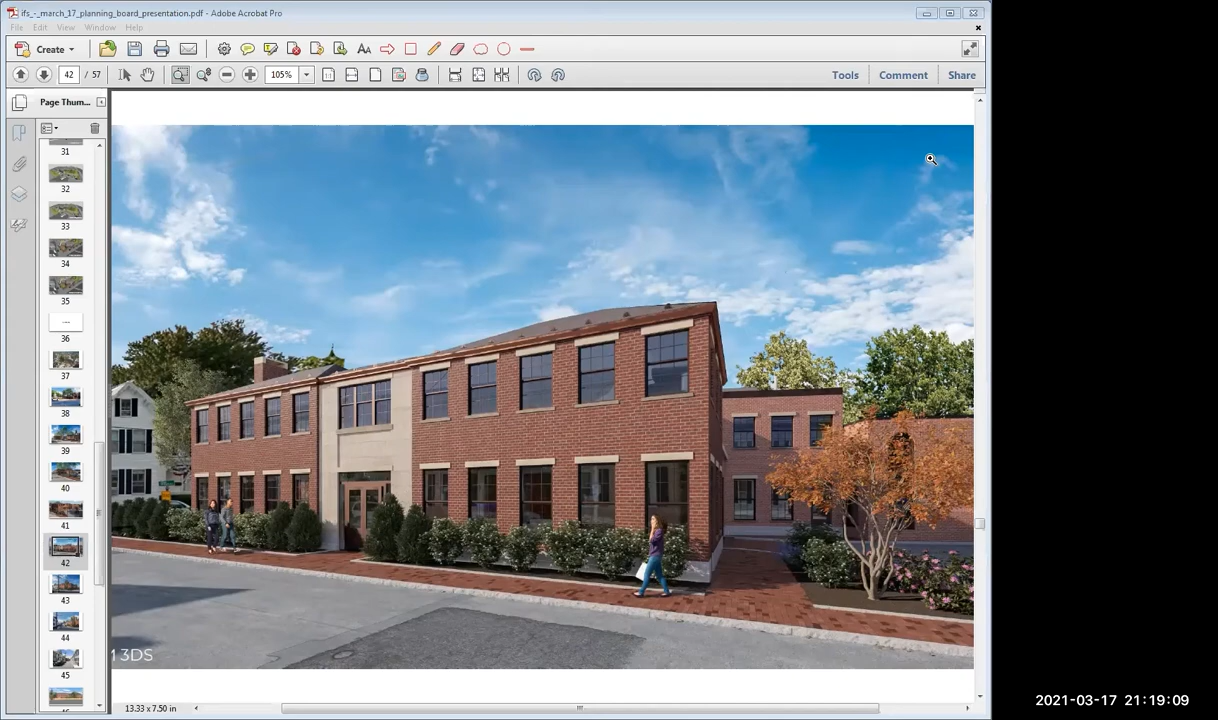 ifs_-_march_17_planning_board_presentation.pdf - Adobe Acrobat Pro
File Edit View Window Help
Create
42 / 57
105%
Tools Comment Share
Page Thum...
31
32
33
34
35
36
37
38
39
40
41
42
43
44
45
13DS
13.33 x 7.50 in
2021-03-17 21:19:09